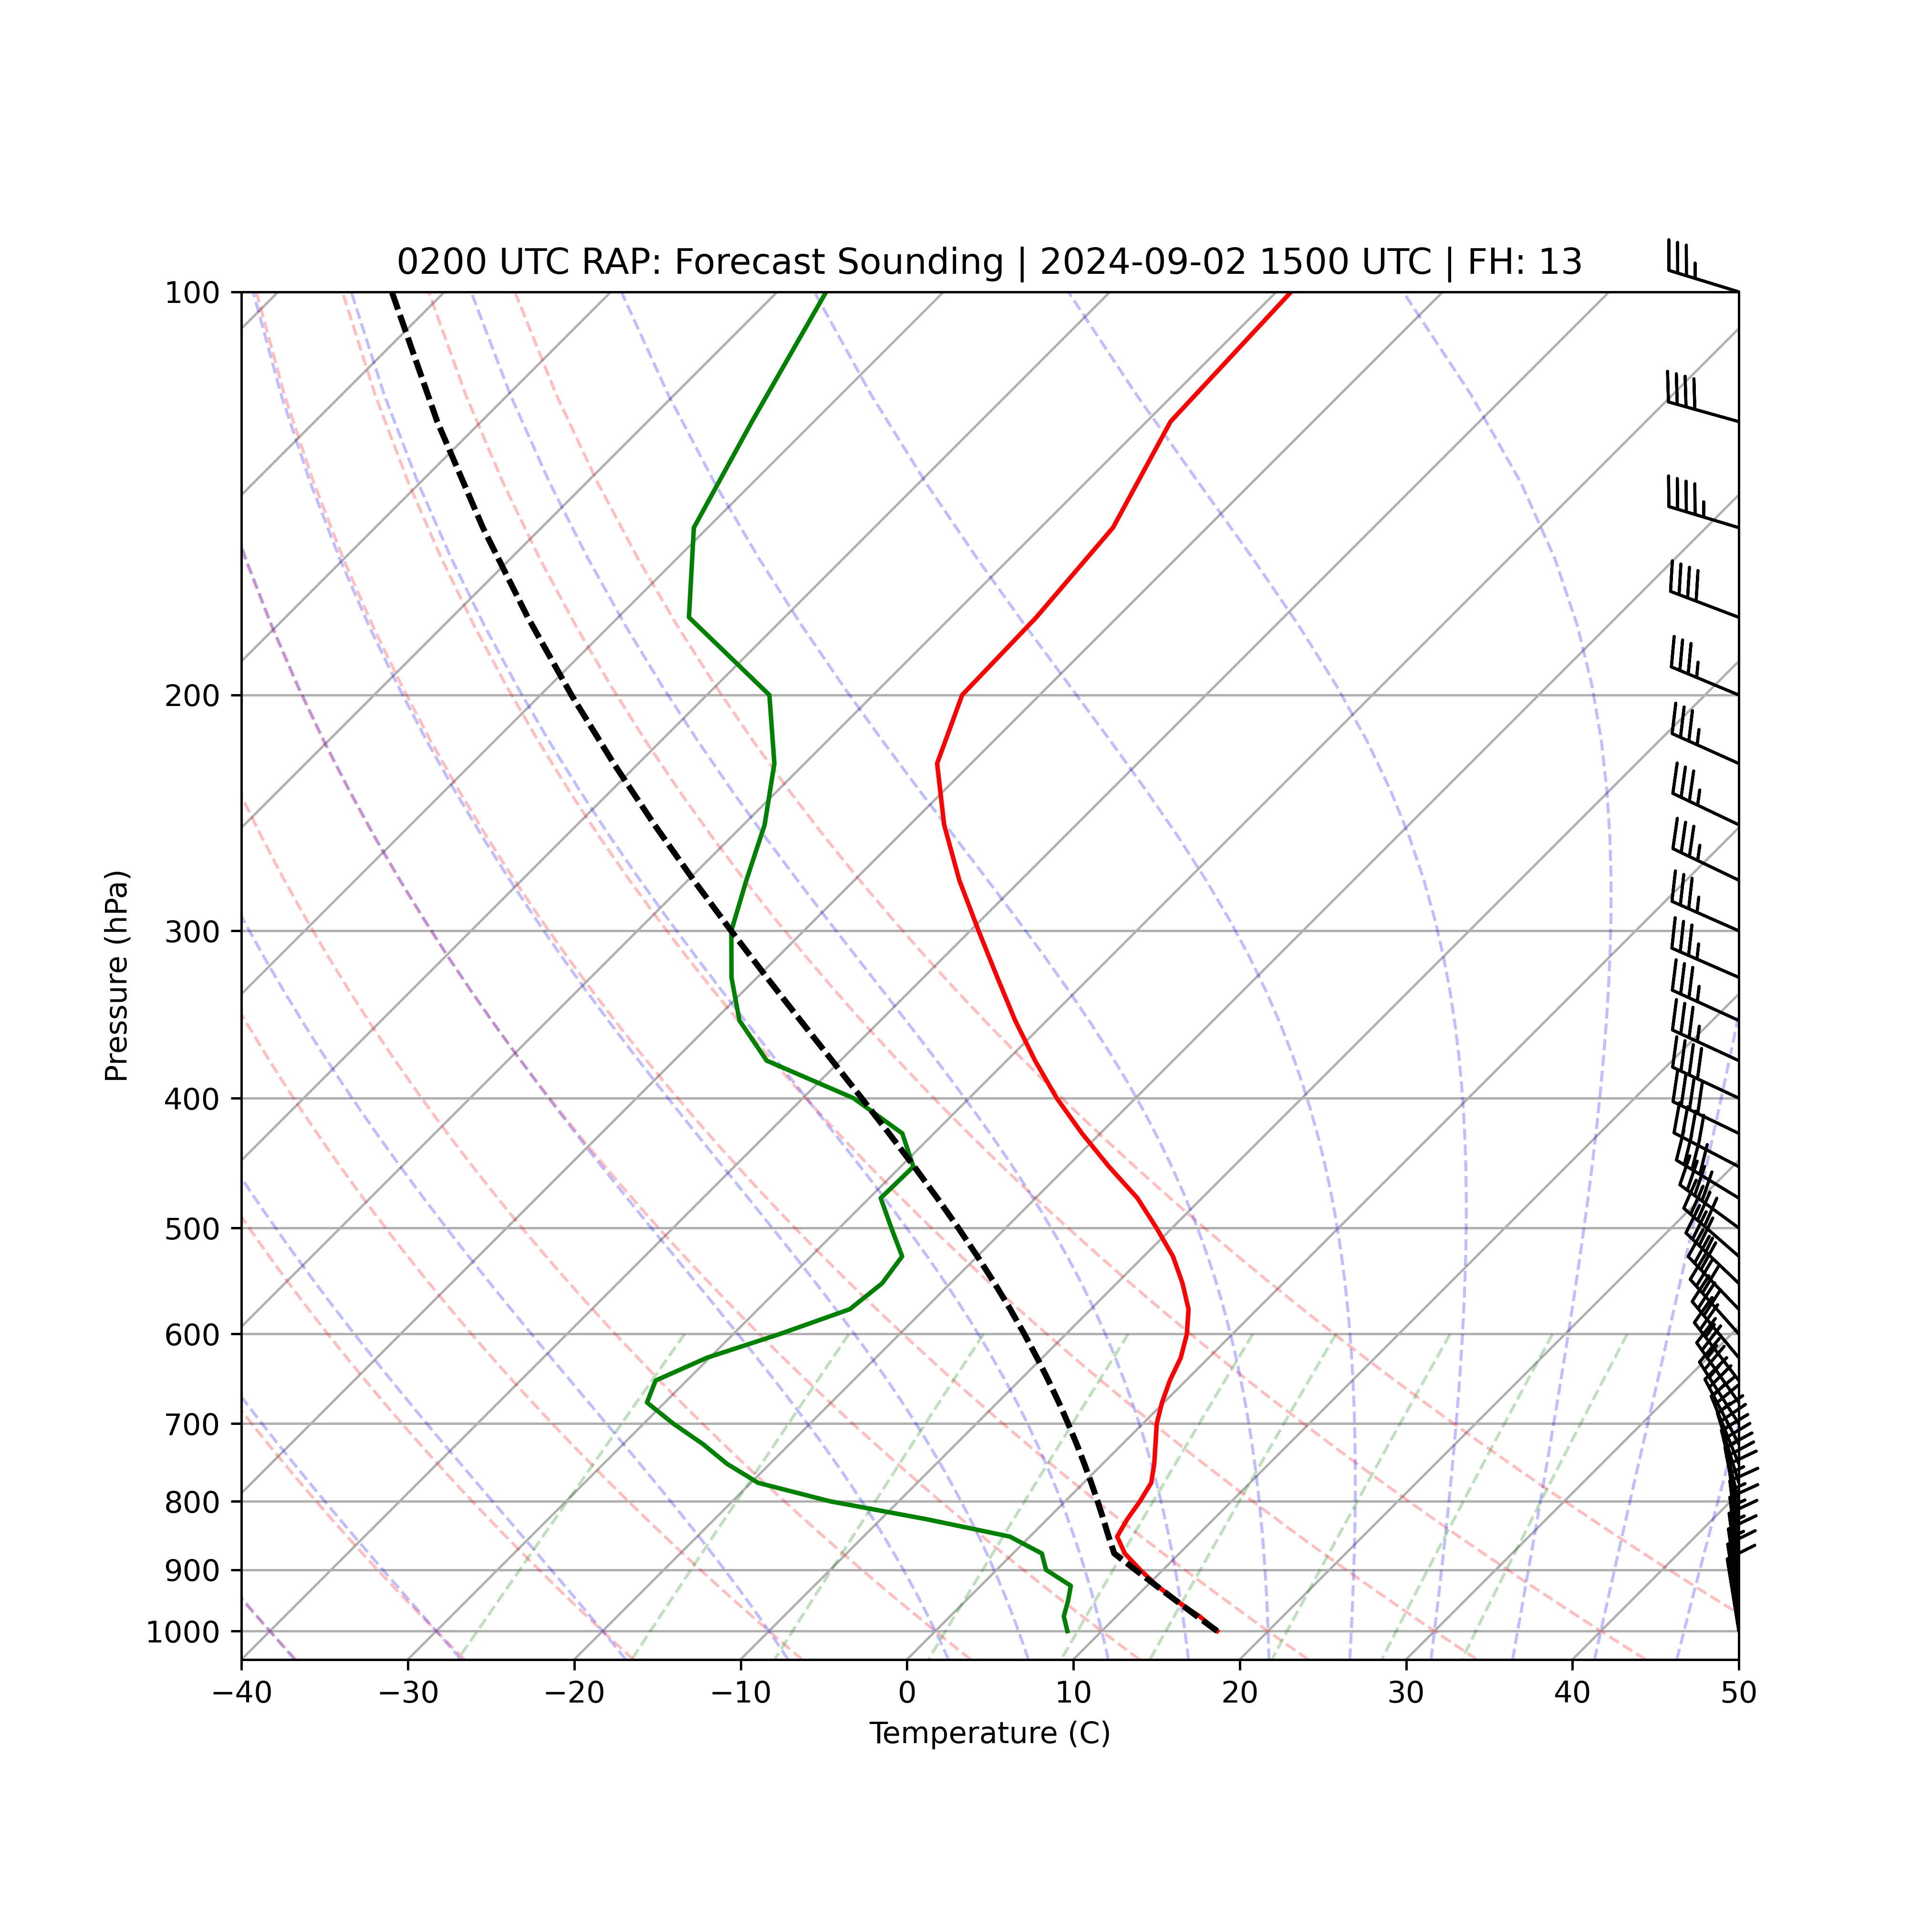 0200 UTC RAP: Forecast Sounding | 2024-09-02 1500 UTC | FH: 13
100
200
300
400
500
600
700
800
900
1000
Pressure (hPa)
−40 −30 −20 −10 0 10 20 30 40 50
Temperature (C)